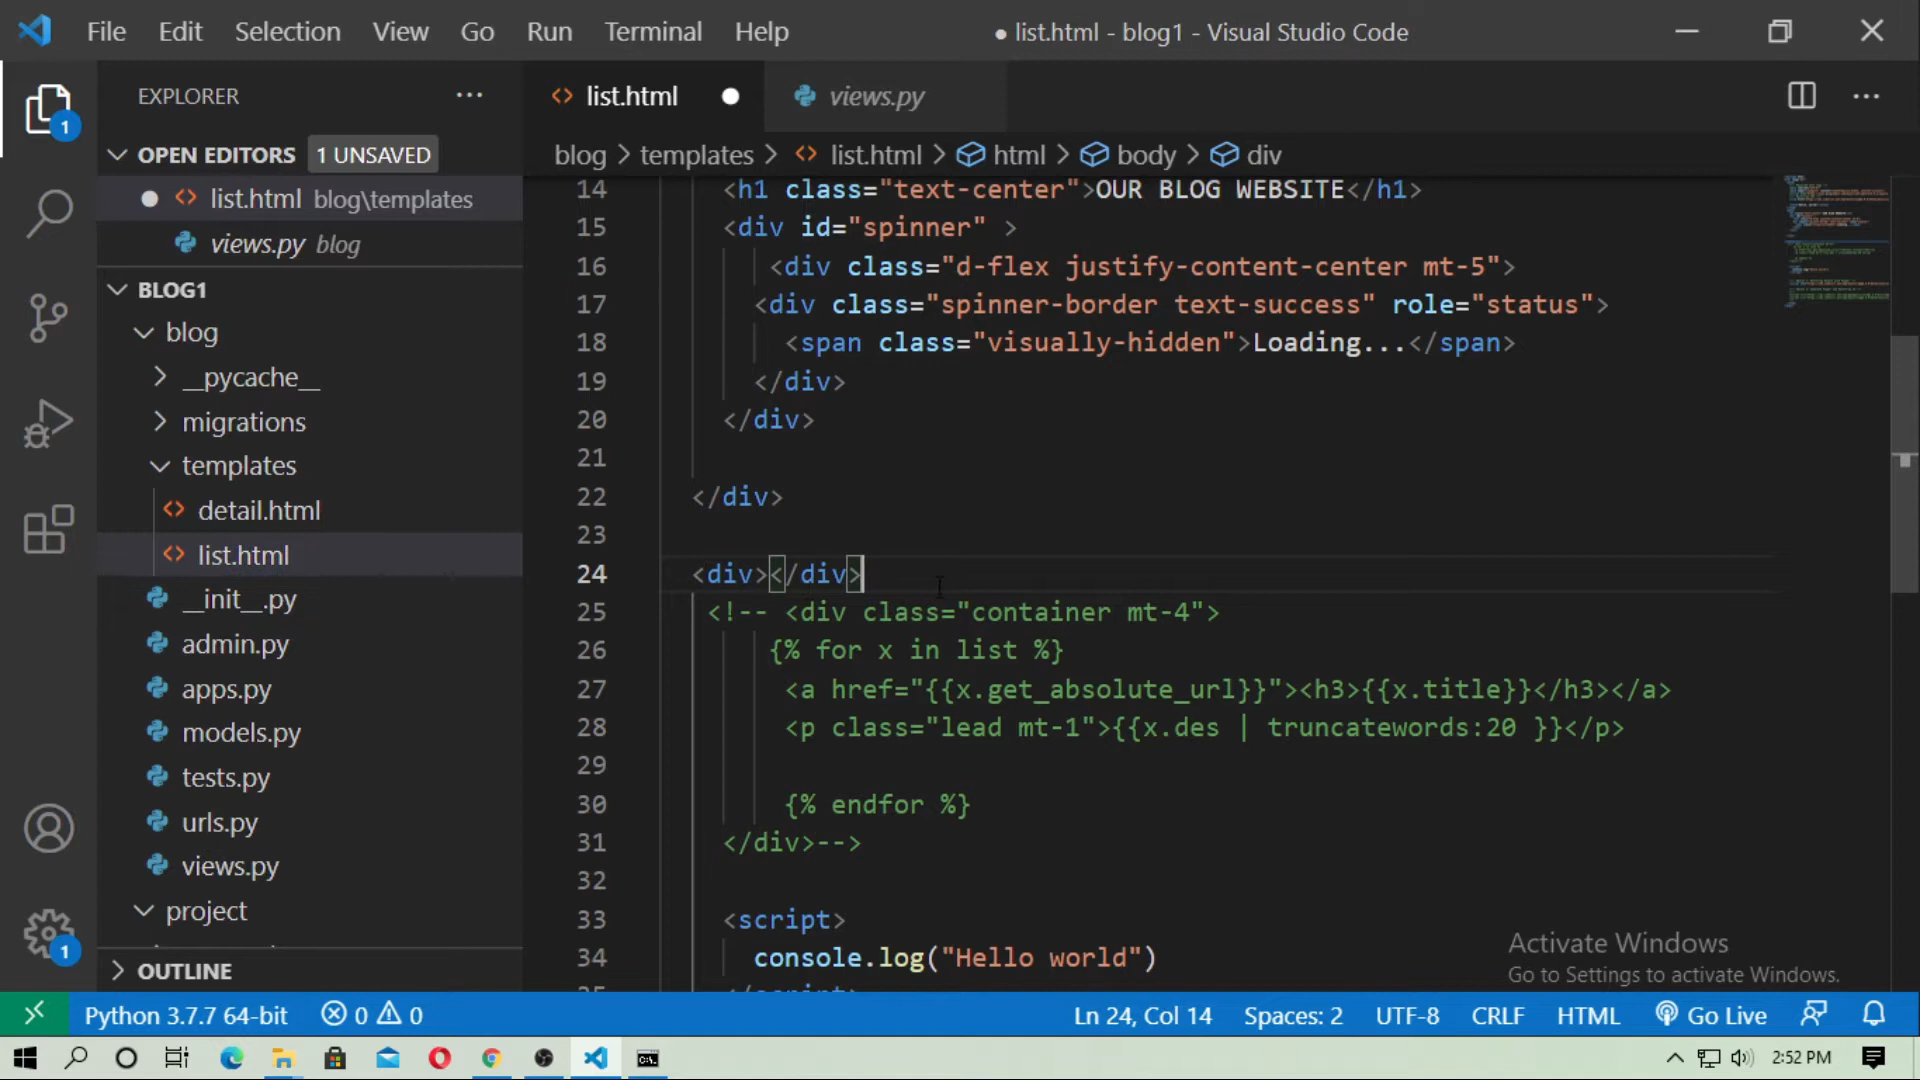 File Edit Selection View Go Run Terminal Help ● list.html - blog1 - Visual Studio Code
EXPLORER ···
list.html ● views.py
OPEN EDITORS 1 UNSAVED
list.html blog\templates
views.py blog
BLOG1
blog
__pycache__
migrations
templates
detail.html
list.html
__init__.py
admin.py
apps.py
models.py
tests.py
urls.py
views.py
project
OUTLINE
1
1
blog > templates > list.html > html > body > div
14 <h1 class="text-center">OUR BLOG WEBSITE</h1>
15 <div id="spinner" >
16 <div class="d-flex justify-content-center mt-5">
17 <div class="spinner-border text-success" role="status">
18 <span class="visually-hidden">Loading...</span>
19 </div>
20 </div>
21
22 </div>
23
24 <div></div>
25 <!-- <div class="container mt-4">
26 {% for x in list %}
27 <a href="{{x.get_absolute_url}}"><h3>{{x.title}}</h3></a>
28 <p class="lead mt-1">{{x.des | truncatewords:20 }}</p>
29
30 {% endfor %}
31 </div>-->
32
33 <script>
34 console.log("Hello world")
Activate Windows
Go to Settings to activate Windows.
Python 3.7.7 64-bit 0 0 Ln 24, Col 14 Spaces: 2 UTF-8 CRLF HTML Go Live
2:52 PM